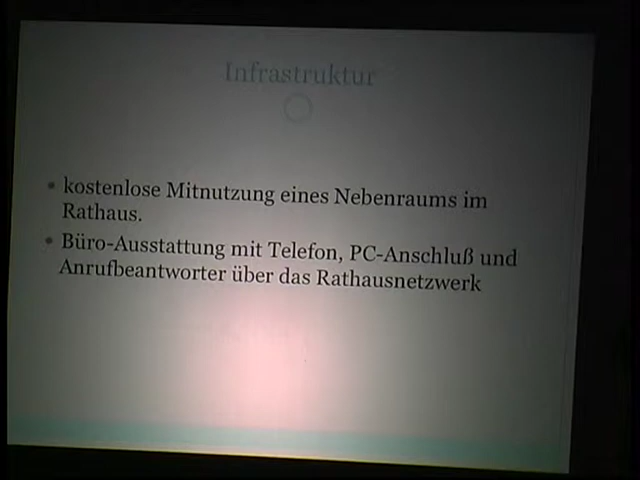 Infrastruktur
• kostenlose Mitnutzung eines Nebenraums im
Rathaus.
• Büro-Ausstattung mit Telefon, PC-Anschluß und
Anrufbeantworter über das Rathausnetzwerk